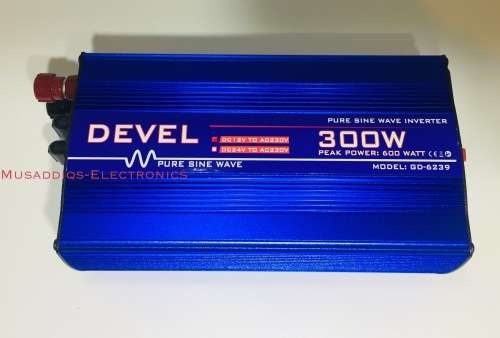 PURE SINE WAVE INVERTER
DEVEL
DC12V TO AC230V
DC24V TO AC230V
300W
PEAK POWER: 600 WATT CE
PURE SINE WAVE
MODEL: GD-6239
Musaddiqs-Electronics